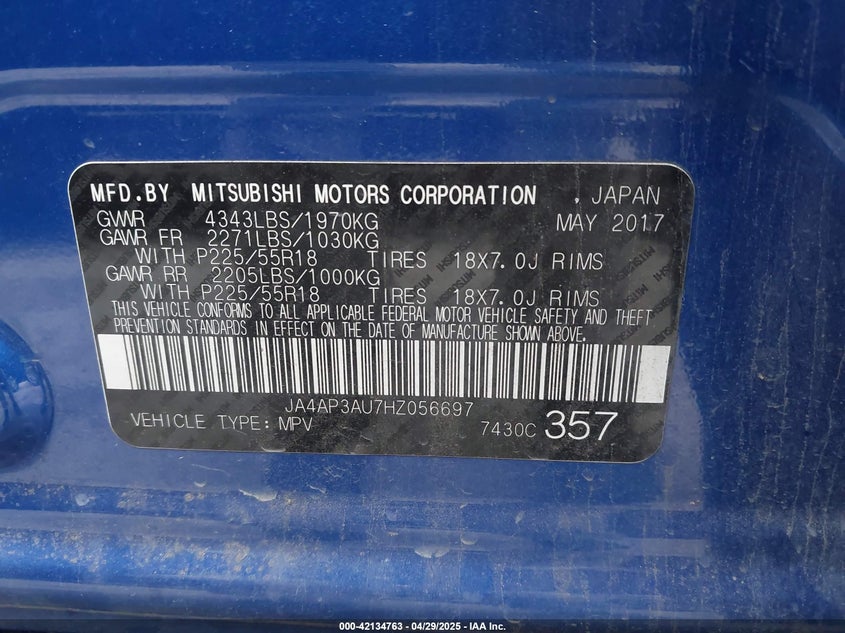 MFD.BY MITSUBISHI MOTORS CORPORATION , JAPAN
GVWR 4343LBS/1970KG MAY 2017
GAWR FR 2271LBS/1030KG
WITH P225/55R18 TIRES 18X7.0J RIMS
GAWR RR 2205LBS/1000KG
WITH P225/55R18 TIRES 18X7.0J RIMS
THIS VEHICLE CONFORMS TO ALL APPLICABLE FEDERAL MOTOR VEHICLE SAFETY AND THEFT
PREVENTION STANDARDS IN EFFECT ON THE DATE OF MANUFACTURE SHOWN ABOVE.
JA4AP3AU7HZ056697
VEHICLE TYPE: MPV 7430C 357
000-42134763 - 04/29/2025 - IAA Inc.